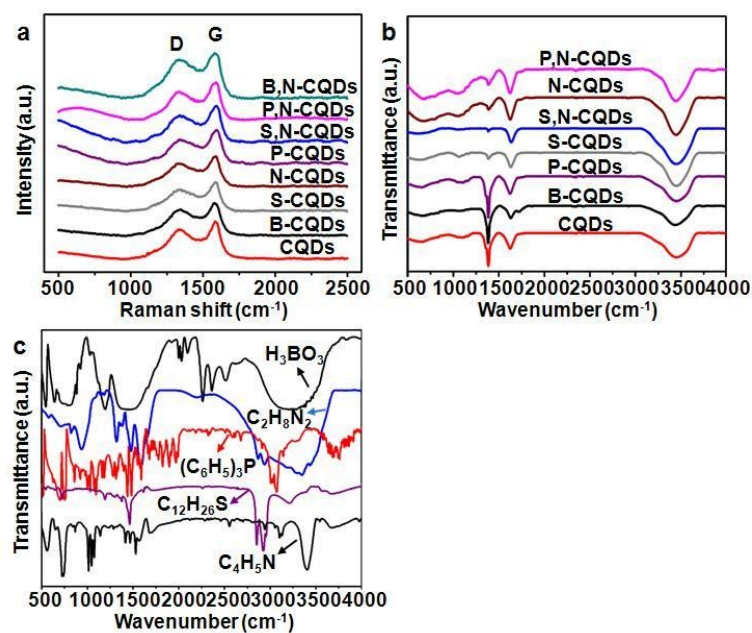 a
D
G
B,N-CQDs
P,N-CQDs
S,N-CQDs
P-CQDs
N-CQDs
S-CQDs
B-CQDs
CQDs
Intensity (a.u.)
500 1000 1500 2000 2500
Raman shift (cm⁻¹)
b
P,N-CQDs
N-CQDs
S,N-CQDs
S-CQDs
P-CQDs
B-CQDs
CQDs
Transmittance (a.u.)
500 1000 1500 2000 2500 3000 3500 4000
Wavenumber (cm⁻¹)
c
H₃BO₃
C₂H₈N₂
(C₆H₅)₃P
C₁₂H₂₆S
C₄H₅N
Transmittance (a.u.)
500 1000 1500 2000 2500 3000 3500 4000
Wavenumber (cm⁻¹)